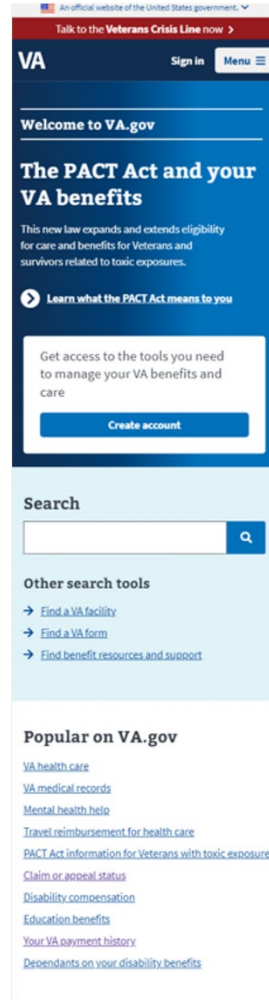 An official website of the United States government.
Talk to the Veterans Crisis Line now
VA
Sign in
Menu
Welcome to VA.gov
The PACT Act and your
VA benefits
This new law expands and extends eligibility
for care and benefits for Veterans and
survivors related to toxic exposures.
Learn what the PACT Act means to you
Get access to the tools you need
to manage your VA benefits and
care
Create account
Search
Other search tools
Find a VA facility
Find a VA form
Find benefit resources and support
Popular on VA.gov
VA health care
VA medical records
Mental health help
Travel reimbursement for health care
PACT Act information for Veterans with toxic exposure
Claim or appeal status
Disability compensation
Education benefits
Your VA payment history
Dependants on your disability benefits